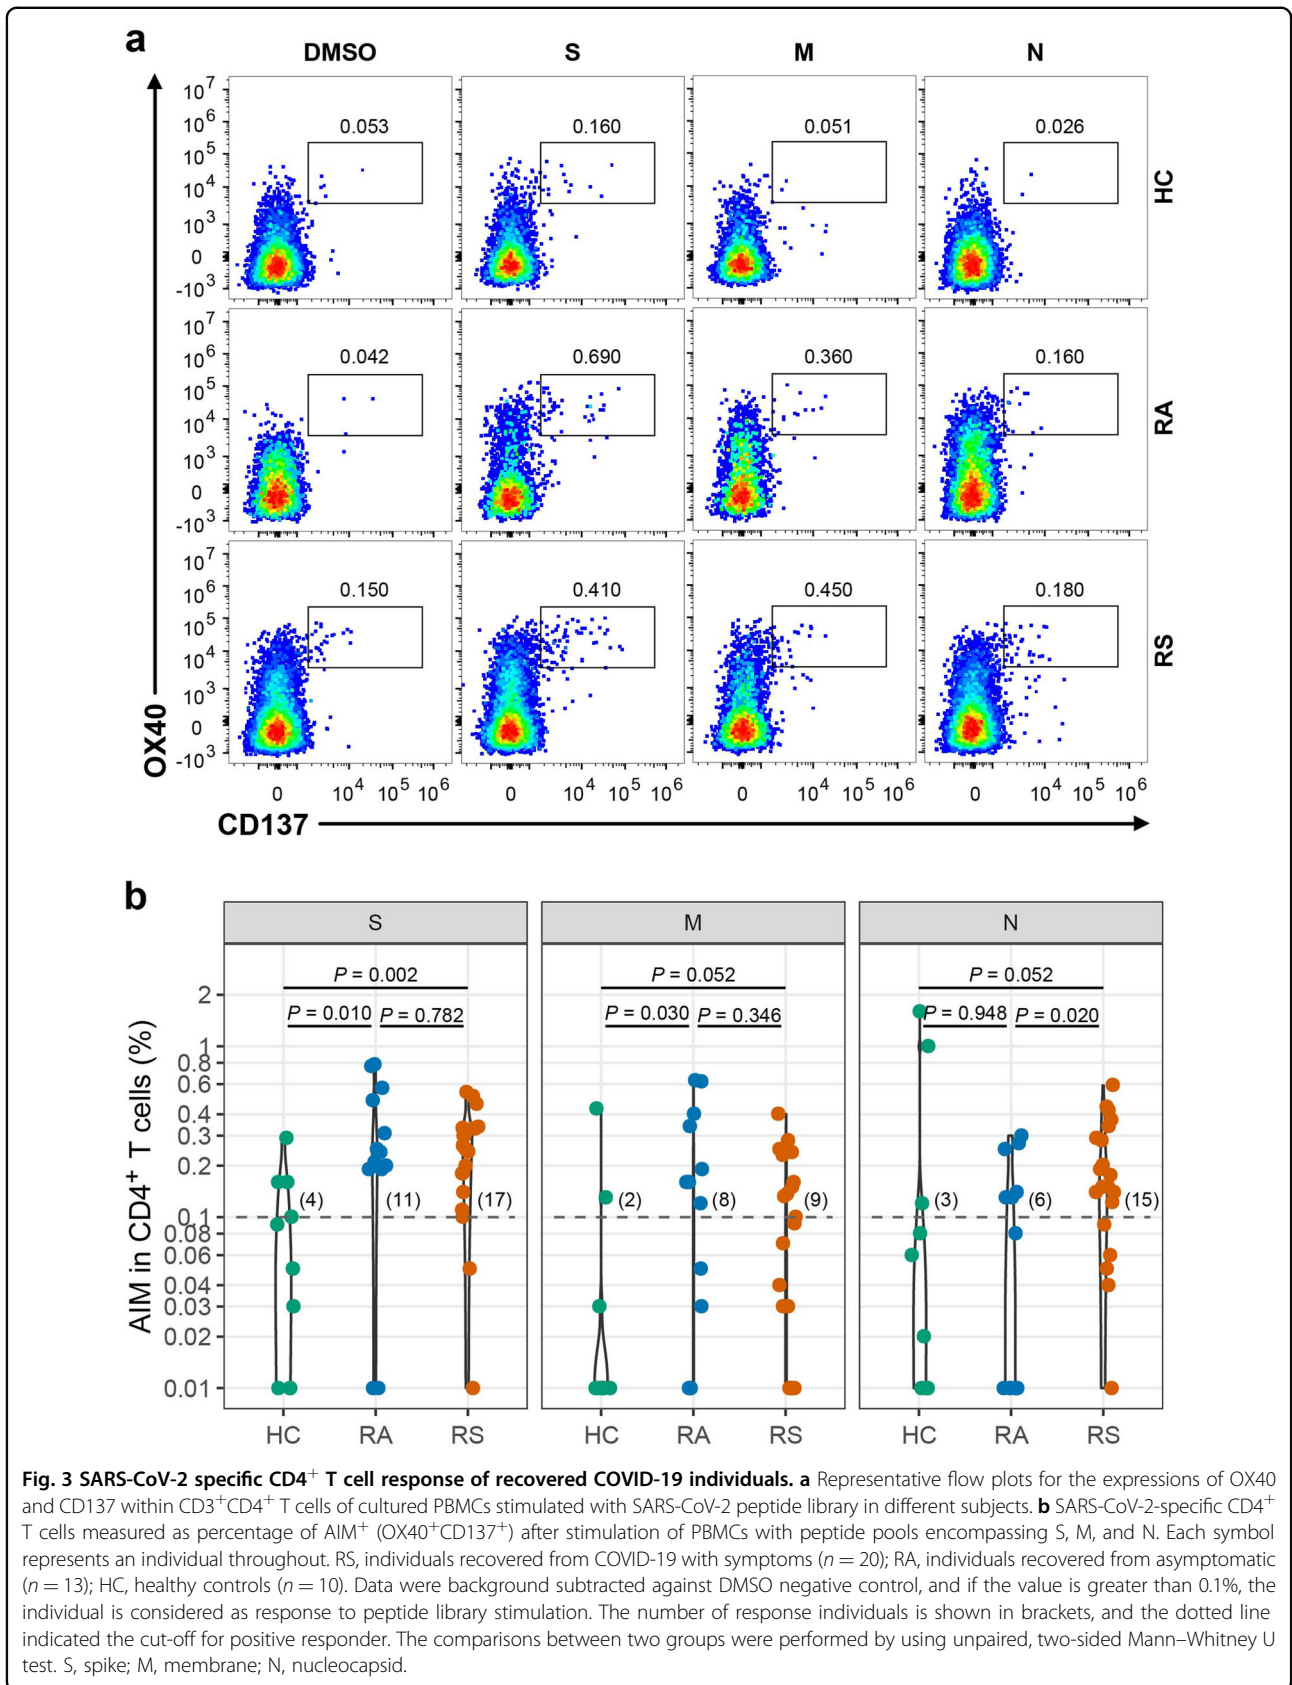 a
DMSO S M N
10^7
10^6
10^5
10^4
10^3
0
-10^3
0.053 0.160 0.051 0.026
HC
10^7
10^6
10^5
10^4
10^3
0
-10^3
0.042 0.690 0.360 0.160
RA
10^7
10^6
10^5
10^4
10^3
0
-10^3
0.150 0.410 0.450 0.180
RS
OX40
0 10^4 10^5 10^6 0 10^4 10^5 10^6 0 10^4 10^5 10^6 0 10^4 10^5 10^6
CD137
b
S M N
P = 0.002 P = 0.052 P = 0.052
P = 0.010 P = 0.782 P = 0.030 P = 0.346 P = 0.948 P = 0.020
AIM in CD4+ T cells (%)
2
1
0.8
0.6
0.4
0.3
0.2
0.1
0.08
0.06
0.04
0.03
0.02
0.01
(4) (11) (17) (2) (8) (9) (3) (6) (15)
HC RA RS HC RA RS HC RA RS
Fig. 3 SARS-CoV-2 specific CD4+ T cell response of recovered COVID-19 individuals. a Representative flow plots for the expressions of OX40
and CD137 within CD3+CD4+ T cells of cultured PBMCs stimulated with SARS-CoV-2 peptide library in different subjects. b SARS-CoV-2-specific CD4+
T cells measured as percentage of AIM+ (OX40+CD137+) after stimulation of PBMCs with peptide pools encompassing S, M, and N. Each symbol
represents an individual throughout. RS, individuals recovered from COVID-19 with symptoms (n = 20); RA, individuals recovered from asymptomatic
(n = 13); HC, healthy controls (n = 10). Data were background subtracted against DMSO negative control, and if the value is greater than 0.1%, the
individual is considered as response to peptide library stimulation. The number of response individuals is shown in brackets, and the dotted line
indicated the cut-off for positive responder. The comparisons between two groups were performed by using unpaired, two-sided Mann–Whitney U
test. S, spike; M, membrane; N, nucleocapsid.